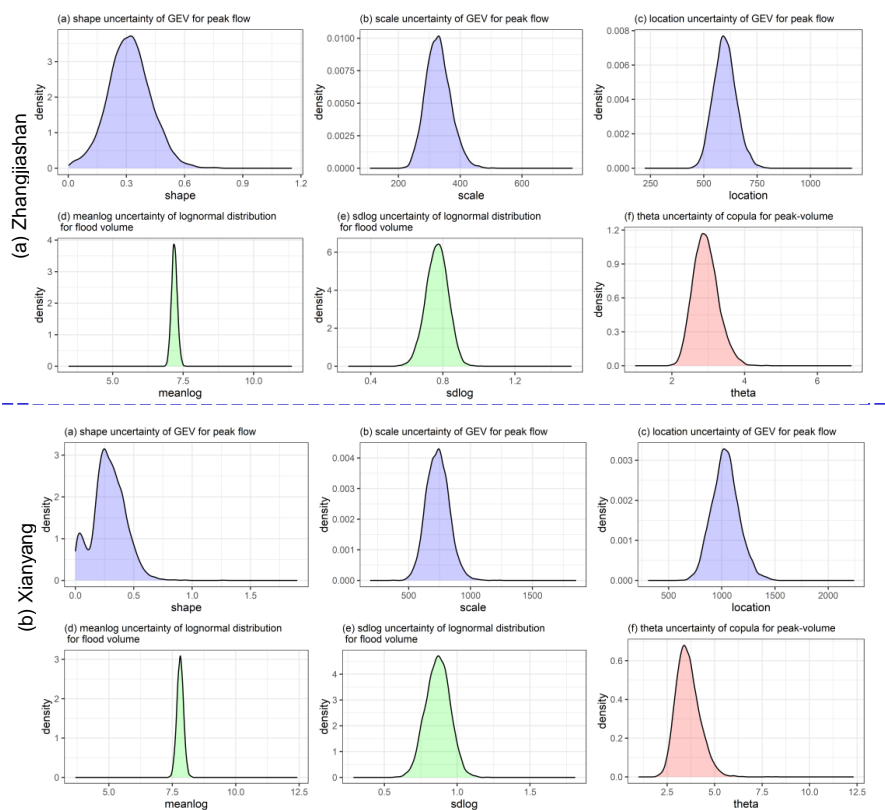 (a) Zhangjiashan
(a) shape uncertainty of GEV for peak flow
density
3
2
1
0
0.0 0.3 0.6 0.9 1.2
shape
(b) scale uncertainty of GEV for peak flow
density
0.0100
0.0075
0.0050
0.0025
0.0000
200 400 600
scale
(c) location uncertainty of GEV for peak flow
density
0.008
0.006
0.004
0.002
0.000
250 500 750 1000
location
(d) meanlog uncertainty of lognormal distribution
for flood volume
density
4
3
2
1
0
5.0 7.5 10.0
meanlog
(e) sdlog uncertainty of lognormal distribution
for flood volume
density
6
4
2
0
0.4 0.8 1.2
sdlog
(f) theta uncertainty of copula for peak-volume
density
1.2
0.9
0.6
0.3
0.0
2 4 6
theta
(b) Xianyang
(a) shape uncertainty of GEV for peak flow
density
3
2
1
0
0.0 0.5 1.0 1.5
shape
(b) scale uncertainty of GEV for peak flow
density
0.004
0.003
0.002
0.001
0.000
500 1000 1500
scale
(c) location uncertainty of GEV for peak flow
density
0.003
0.002
0.001
0.000
500 1000 1500 2000
location
(d) meanlog uncertainty of lognormal distribution
for flood volume
density
3
2
1
0
5.0 7.5 10.0 12.5
meanlog
(e) sdlog uncertainty of lognormal distribution
for flood volume
density
5
4
3
2
1
0
0.5 1.0 1.5
sdlog
(f) theta uncertainty of copula for peak-volume
density
0.6
0.4
0.2
0.0
2.5 5.0 7.5 10.0 12.5
theta